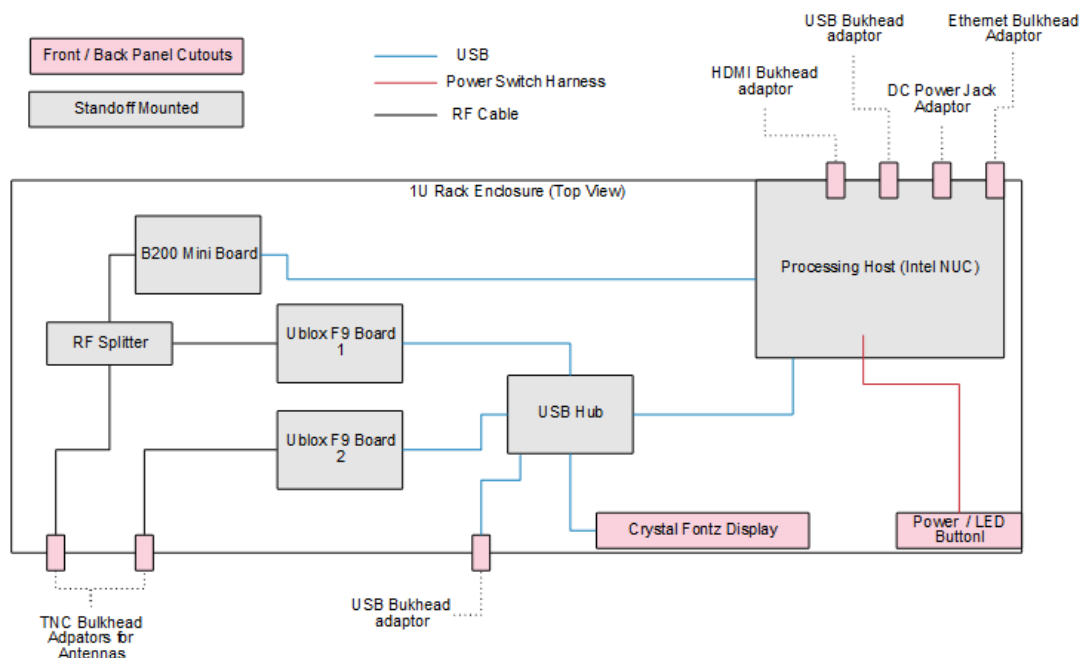 Front / Back Panel Cutouts
Standoff Mounted
USB
Power Switch Harness
RF Cable
USB Bukhead
adaptor
Ethernet Bulkhead
Adaptor
HDMI Bukhead
adaptor
DC Power Jack
Adaptor
1U Rack Enclosure (Top View)
B200 Mini Board
Processing Host (Intel NUC)
RF Splitter
Ublox F9 Board
1
USB Hub
Ublox F9 Board
2
Crystal Fontz Display
Power / LED
Buttonl
TNC Bulkhead
Adpators for
Antennas
USB Bukhead
adaptor